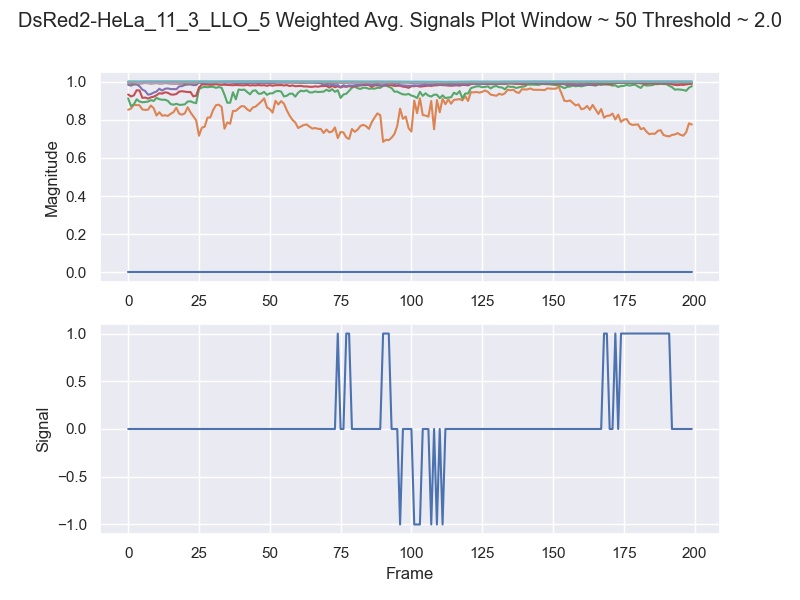 DsRed2-HeLa_11_3_LLO_5 Weighted Avg. Signals Plot Window ~ 50 Threshold ~ 2.0
1.0
0.8
0.6
0.4
0.2
0.0
Magnitude
0 25 50 75 100 125 150 175 200
1.0
0.5
0.0
−0.5
−1.0
Signal
0 25 50 75 100 125 150 175 200
Frame